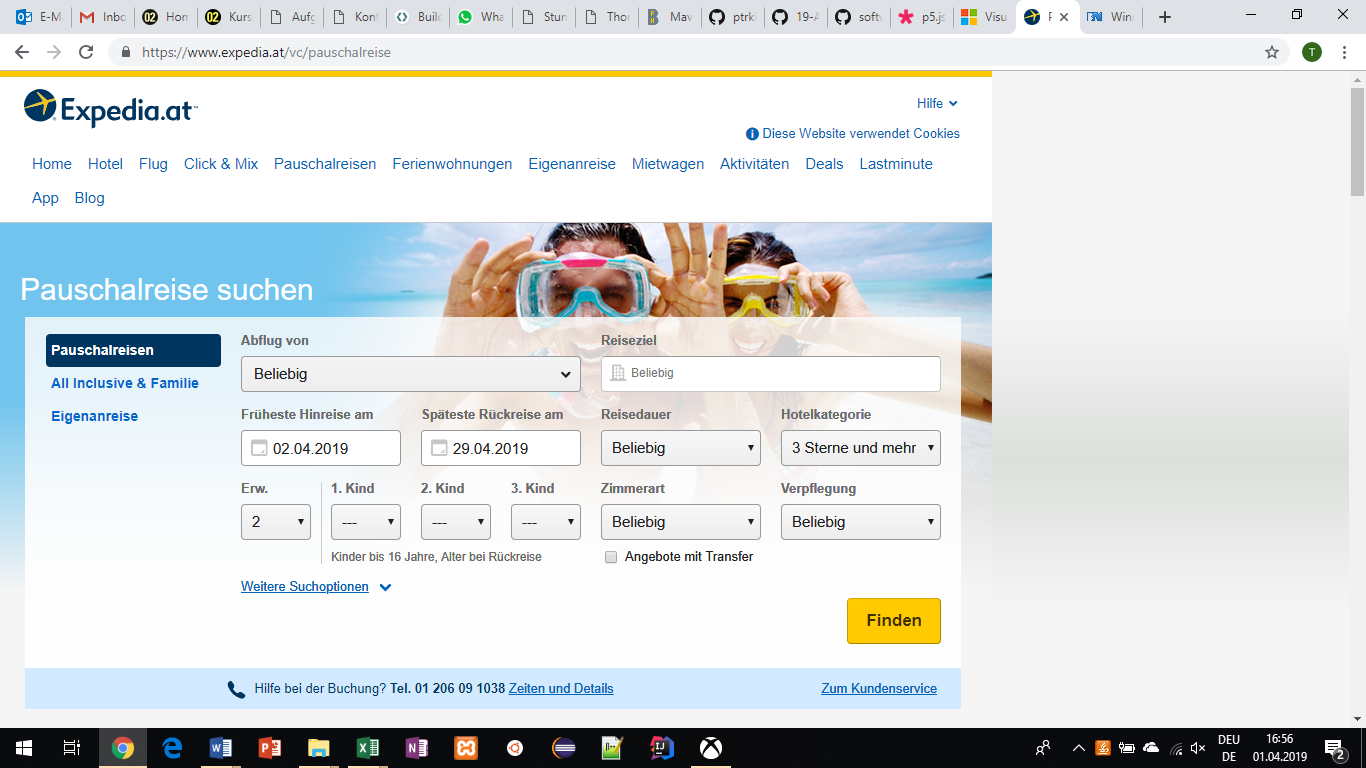 E-Ma
Inbo
Hom
Kurs
Aufg
Konf
Build
Wha
Stun
Thor
Mav
ptrk
19-A
softw
p5.js
Visu
Wind
https://www.expedia.at/vc/pauschalreise
T
Expedia.at
Hilfe
Diese Website verwendet Cookies
Home Hotel Flug Click & Mix Pauschalreisen Ferienwohnungen Eigenanreise Mietwagen Aktivitäten Deals Lastminute
App Blog
Pauschalreise suchen
Pauschalreisen
All Inclusive & Familie
Eigenanreise
Abflug von Reiseziel
Beliebig Beliebig
Früheste Hinreise am Späteste Rückreise am Reisedauer Hotelkategorie
02.04.2019 29.04.2019 Beliebig 3 Sterne und mehr
Erw. 1. Kind 2. Kind 3. Kind Zimmerart Verpflegung
2 --- --- --- Beliebig Beliebig
Kinder bis 16 Jahre, Alter bei Rückreise Angebote mit Transfer
Weitere Suchoptionen
Finden
Hilfe bei der Buchung? Tel. 01 206 09 1038 Zeiten und Details Zum Kundenservice
DEU 16:56
DE 01.04.2019
2